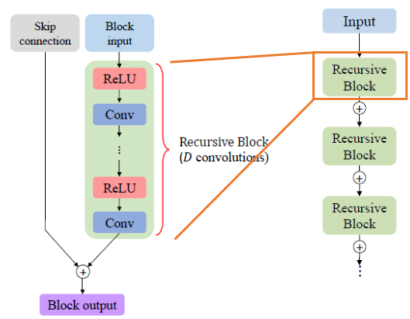 Skip
connection
Block
input
ReLU
Conv
ReLU
Conv
Recursive Block
(D convolutions)
Block output
Input
Recursive
Block
Recursive
Block
Recursive
Block